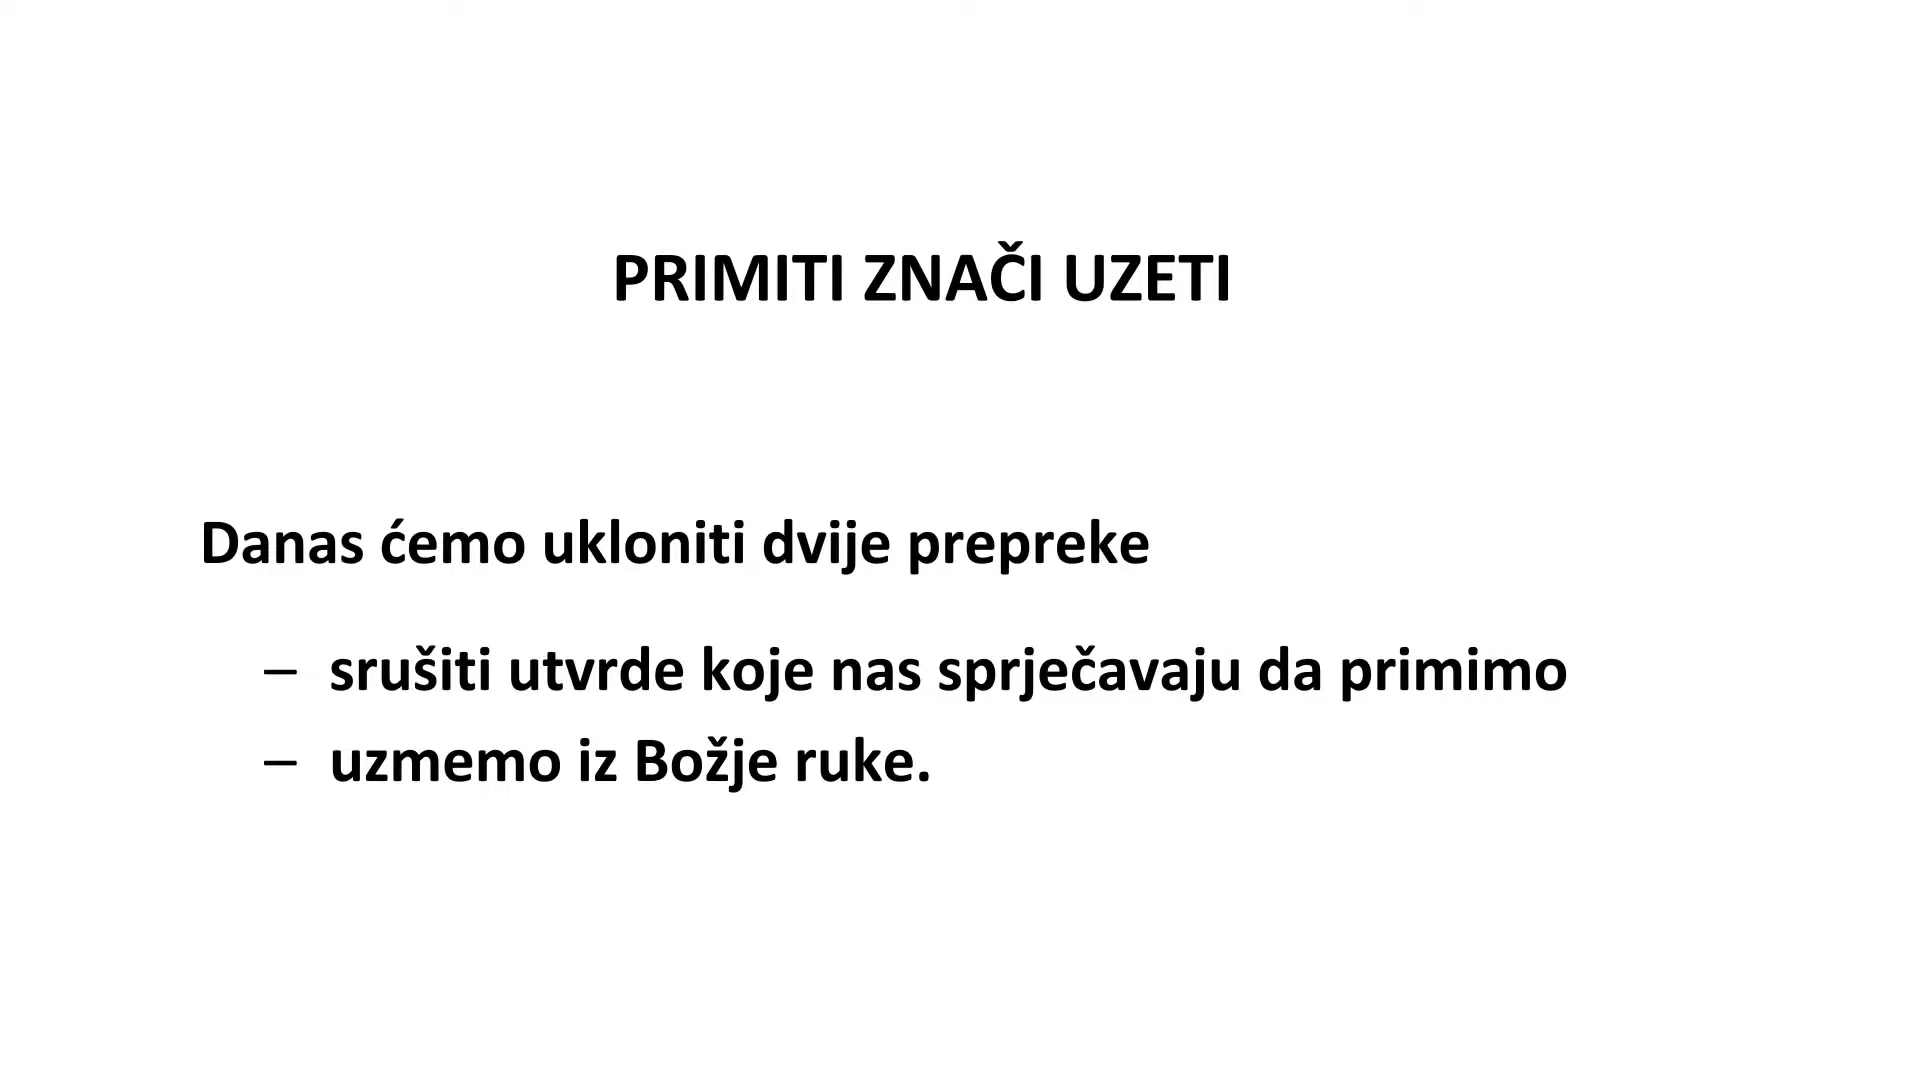 PRIMITI ZNAČI UZETI
Danas ćemo ukloniti dvije prepreke
– srušiti utvrde koje nas sprječavaju da primimo
– uzmemo iz Božje ruke.